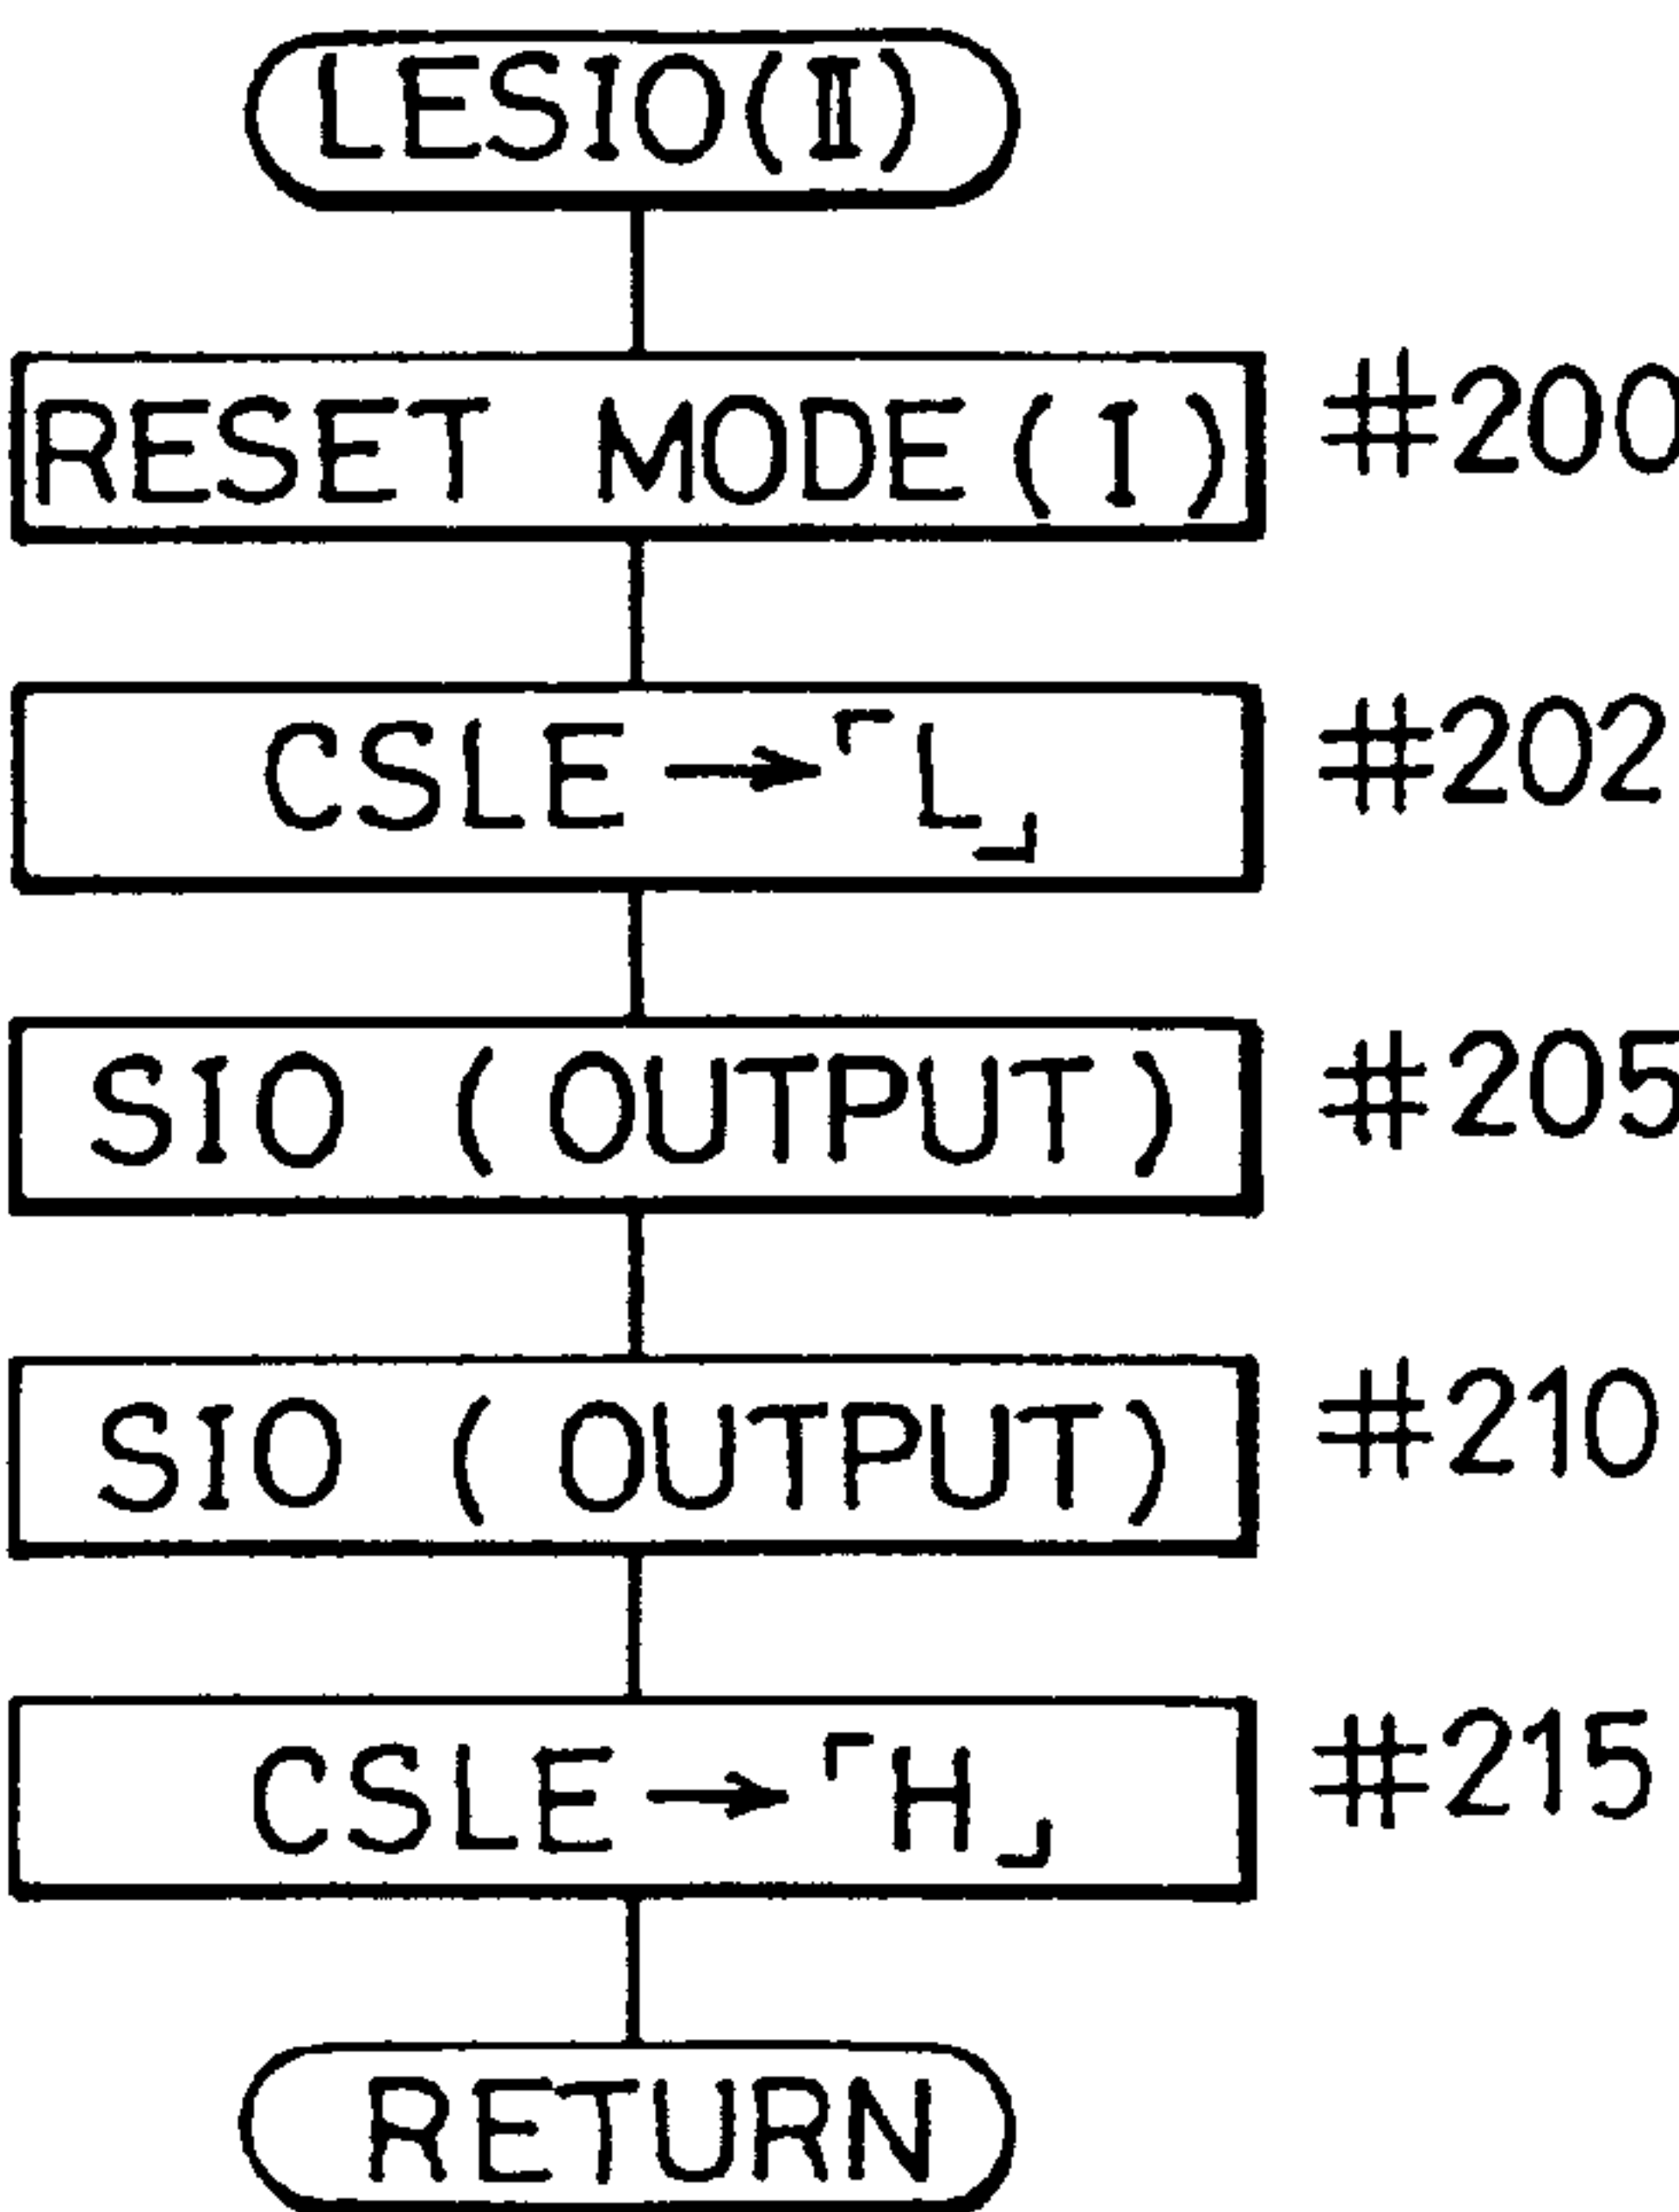 LESIO(Ⅱ)
RESET MODE (I) #200
CSLE→「L」 #202
SIO (OUTPUT) #205
SIO (OUTPUT) #210
CSLE→「H」 #215
RETURN